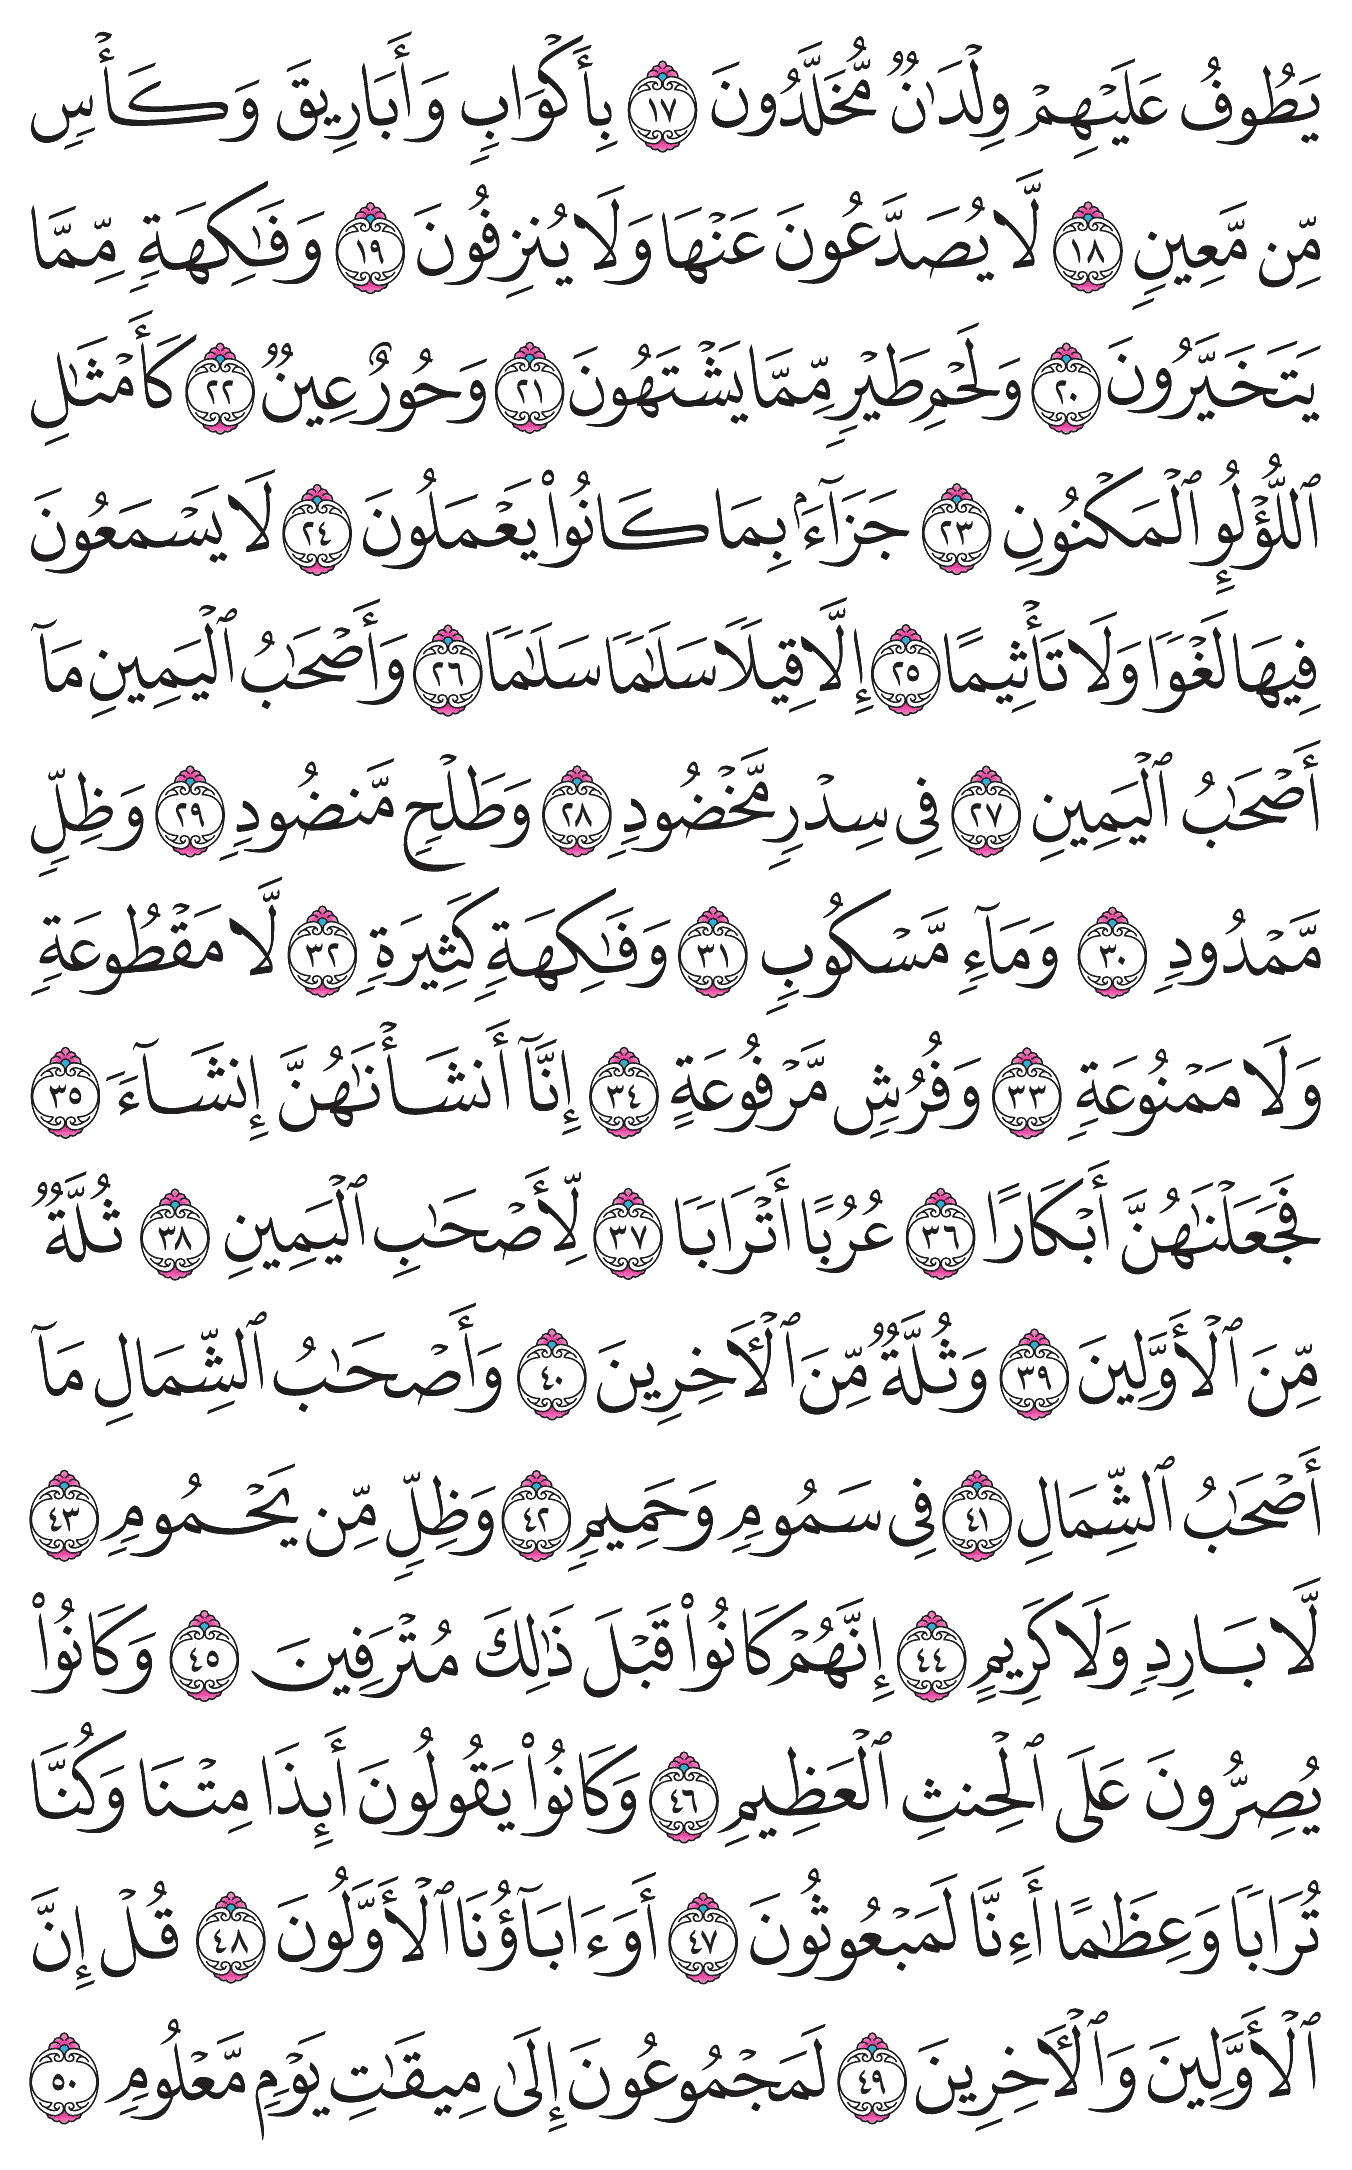 يَطُوفُ عَلَيۡهِمۡ وِلۡدَٰنٞ مُّخَلَّدُونَ ١٧ بِأَكۡوَابٖ وَأَبَارِيقَ وَكَأۡسٖ
مِّن مَّعِينٖ ١٨ لَّا يُصَدَّعُونَ عَنۡهَا وَلَا يُنزِفُونَ ١٩ وَفَٰكِهَةٖ مِّمَّا
يَتَخَيَّرُونَ ٢٠ وَلَحۡمِ طَيۡرٖ مِّمَّا يَشۡتَهُونَ ٢١ وَحُورٌ عِينٞ ٢٢ كَأَمۡثَٰلِ
ٱللُّؤۡلُوِٕ ٱلۡمَكۡنُونِ ٢٣ جَزَآءَۢ بِمَا كَانُواْ يَعۡمَلُونَ ٢٤ لَا يَسۡمَعُونَ
فِيهَا لَغۡوٗا وَلَا تَأۡثِيمًا ٢٥ إِلَّا قِيلٗا سَلَٰمٗا سَلَٰمٗا ٢٦ وَأَصۡحَٰبُ ٱلۡيَمِينِ مَآ
أَصۡحَٰبُ ٱلۡيَمِينِ ٢٧ فِي سِدۡرٖ مَّخۡضُودٖ ٢٨ وَطَلۡحٖ مَّنضُودٖ ٢٩ وَظِلّٖ
مَّمۡدُودٖ ٣٠ وَمَآءٖ مَّسۡكُوبٖ ٣١ وَفَٰكِهَةٖ كَثِيرَةٖ ٣٢ لَّا مَقۡطُوعَةٖ
وَلَا مَمۡنُوعَةٖ ٣٣ وَفُرُشٖ مَّرۡفُوعَةٍ ٣٤ إِنَّآ أَنشَأۡنَٰهُنَّ إِنشَآءٗ ٣٥
فَجَعَلۡنَٰهُنَّ أَبۡكَارًا ٣٦ عُرُبًا أَتۡرَابٗا ٣٧ لِّأَصۡحَٰبِ ٱلۡيَمِينِ ٣٨ ثُلَّةٞ
مِّنَ ٱلۡأَوَّلِينَ ٣٩ وَثُلَّةٞ مِّنَ ٱلۡأٓخِرِينَ ٤٠ وَأَصۡحَٰبُ ٱلشِّمَالِ مَآ
أَصۡحَٰبُ ٱلشِّمَالِ ٤١ فِي سَمُومٖ وَحَمِيمٖ ٤٢ وَظِلّٖ مِّن يَحۡمُومٖ ٤٣
لَّا بَارِدٖ وَلَا كَرِيمٍ ٤٤ إِنَّهُمۡ كَانُواْ قَبۡلَ ذَٰلِكَ مُتۡرَفِينَ ٤٥ وَكَانُواْ
يُصِرُّونَ عَلَى ٱلۡحِنثِ ٱلۡعَظِيمِ ٤٦ وَكَانُواْ يَقُولُونَ أَئِذَا مِتۡنَا وَكُنَّا
تُرَابٗا وَعِظَٰمًا أَءِنَّا لَمَبۡعُوثُونَ ٤٧ أَوَءَابَآؤُنَا ٱلۡأَوَّلُونَ ٤٨ قُلۡ إِنَّ
ٱلۡأَوَّلِينَ وَٱلۡأٓخِرِينَ ٤٩ لَمَجۡمُوعُونَ إِلَىٰ مِيقَٰتِ يَوۡمٖ مَّعۡلُومٖ ٥٠